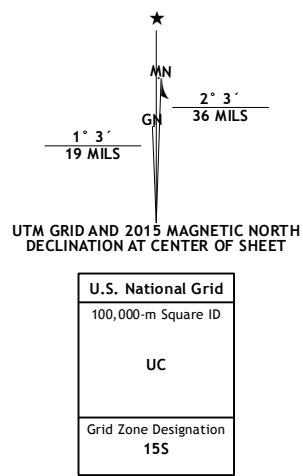 ★
MN
GN
2° 3´
36 MILS
1° 3´
19 MILS
UTM GRID AND 2015 MAGNETIC NORTH
DECLINATION AT CENTER OF SHEET
U.S. National Grid
100,000-m Square ID
UC
Grid Zone Designation
15S